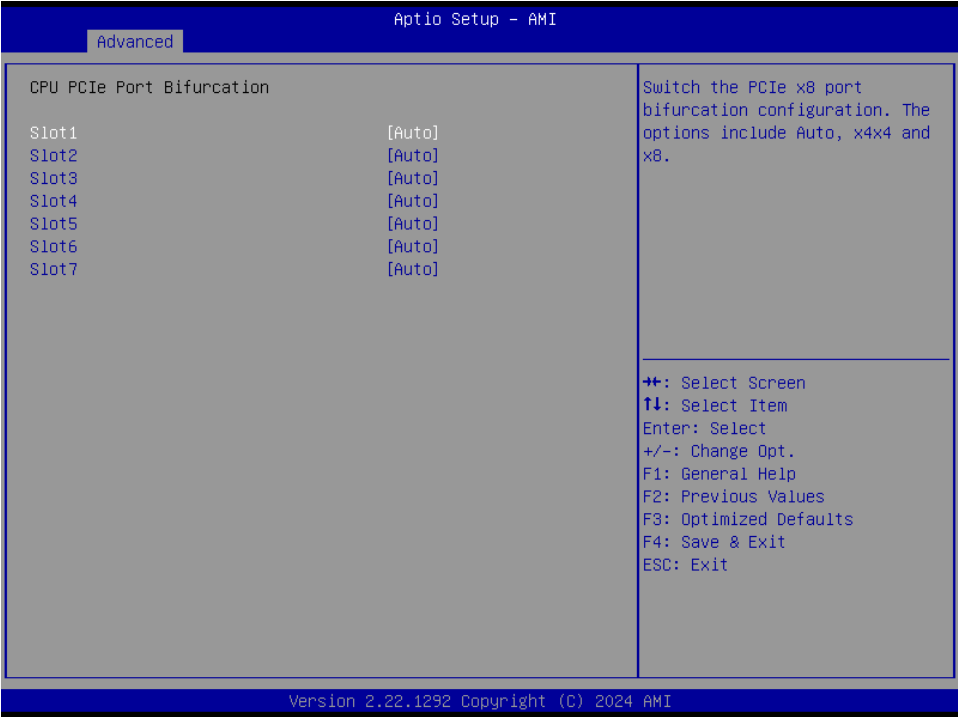 Aptio Setup – AMI
Advanced
CPU PCIe Port Bifurcation
Slot1 [Auto]
Slot2 [Auto]
Slot3 [Auto]
Slot4 [Auto]
Slot5 [Auto]
Slot6 [Auto]
Slot7 [Auto]
Switch the PCIe x8 port
bifurcation configuration. The
options include Auto, x4x4 and
x8.
→←: Select Screen
↑↓: Select Item
Enter: Select
+/-: Change Opt.
F1: General Help
F2: Previous Values
F3: Optimized Defaults
F4: Save & Exit
ESC: Exit
Version 2.22.1292 Copyright (C) 2024 AMI